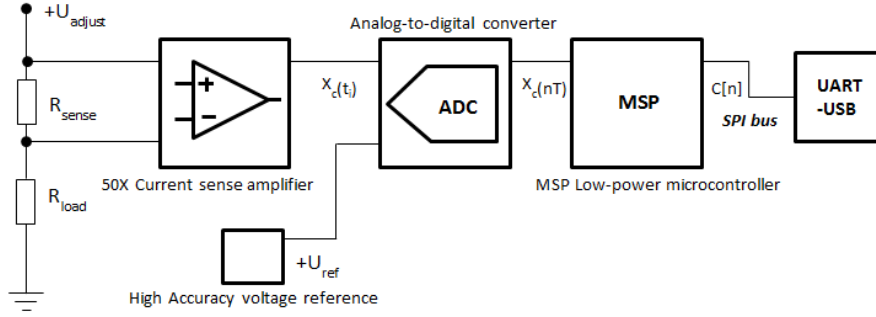 +U adjust
Analog-to-digital converter
R sense
+
−
50X Current sense amplifier
X c(t i)
ADC
X c(nT)
MSP
MSP Low-power microcontroller
C[n]
SPI bus
UART
-USB
R load
+U ref
High Accuracy voltage reference